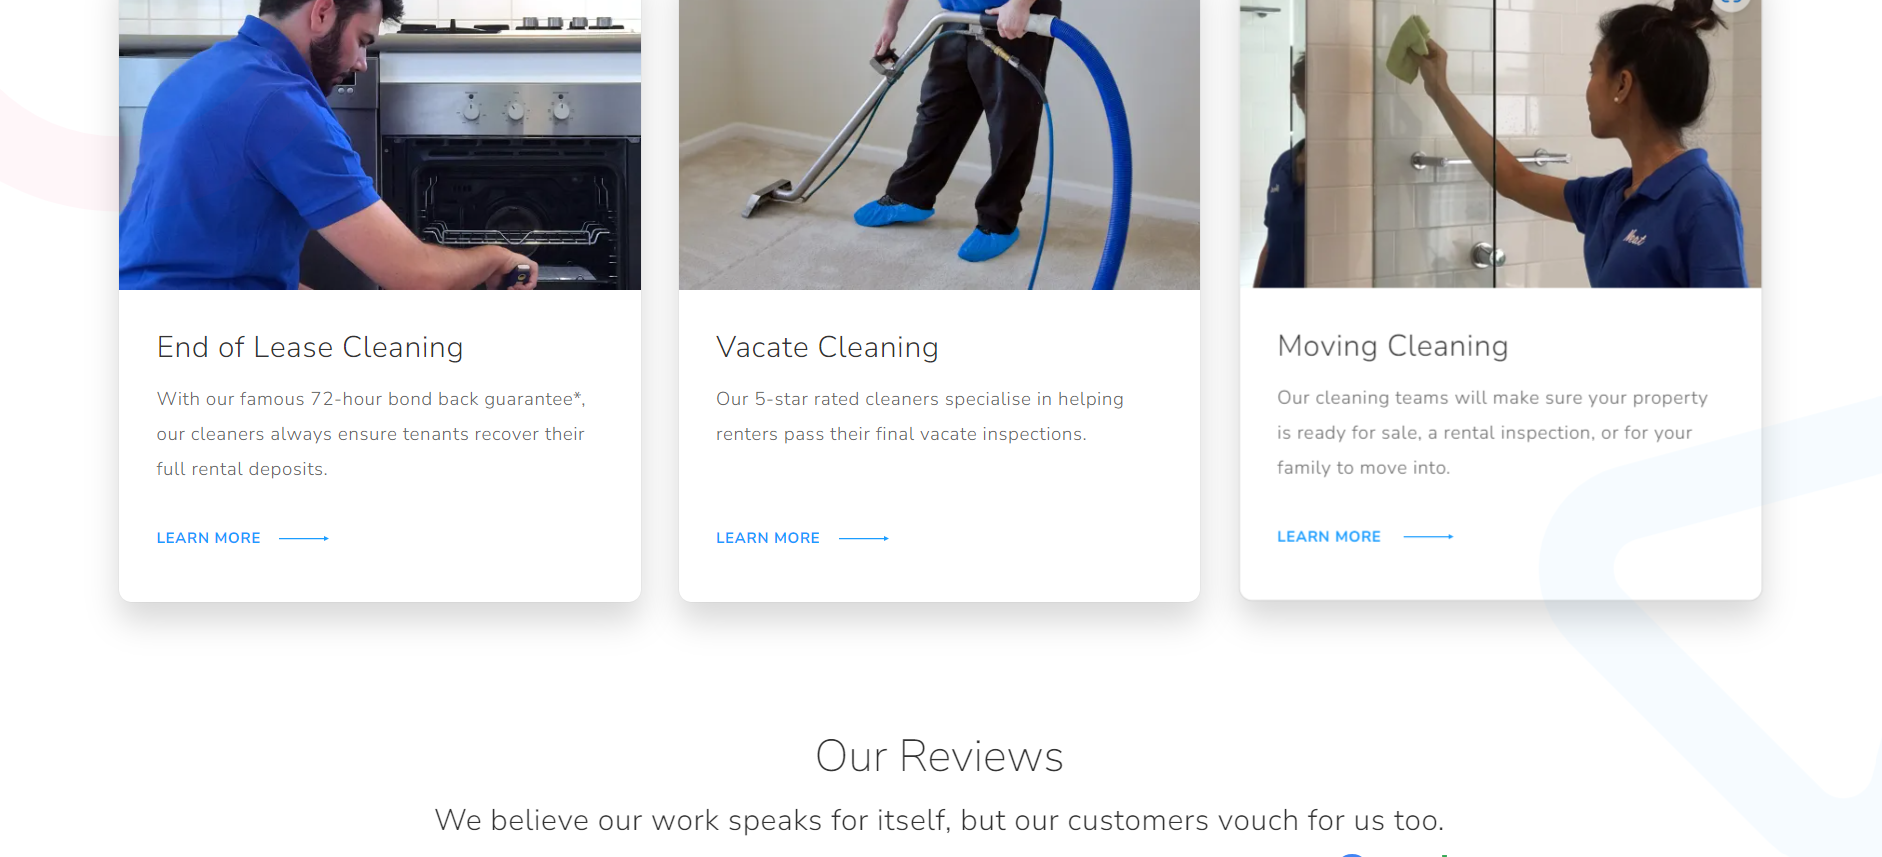 End of Lease Cleaning
With our famous 72-hour bond back guarantee*,
our cleaners always ensure tenants recover their
full rental deposits.
LEARN MORE
Vacate Cleaning
Our 5-star rated cleaners specialise in helping
renters pass their final vacate inspections.
LEARN MORE
Moving Cleaning
Our cleaning teams will make sure your property
is ready for sale, a rental inspection, or for your
family to move into.
LEARN MORE
Our Reviews
We believe our work speaks for itself, but our customers vouch for us too.